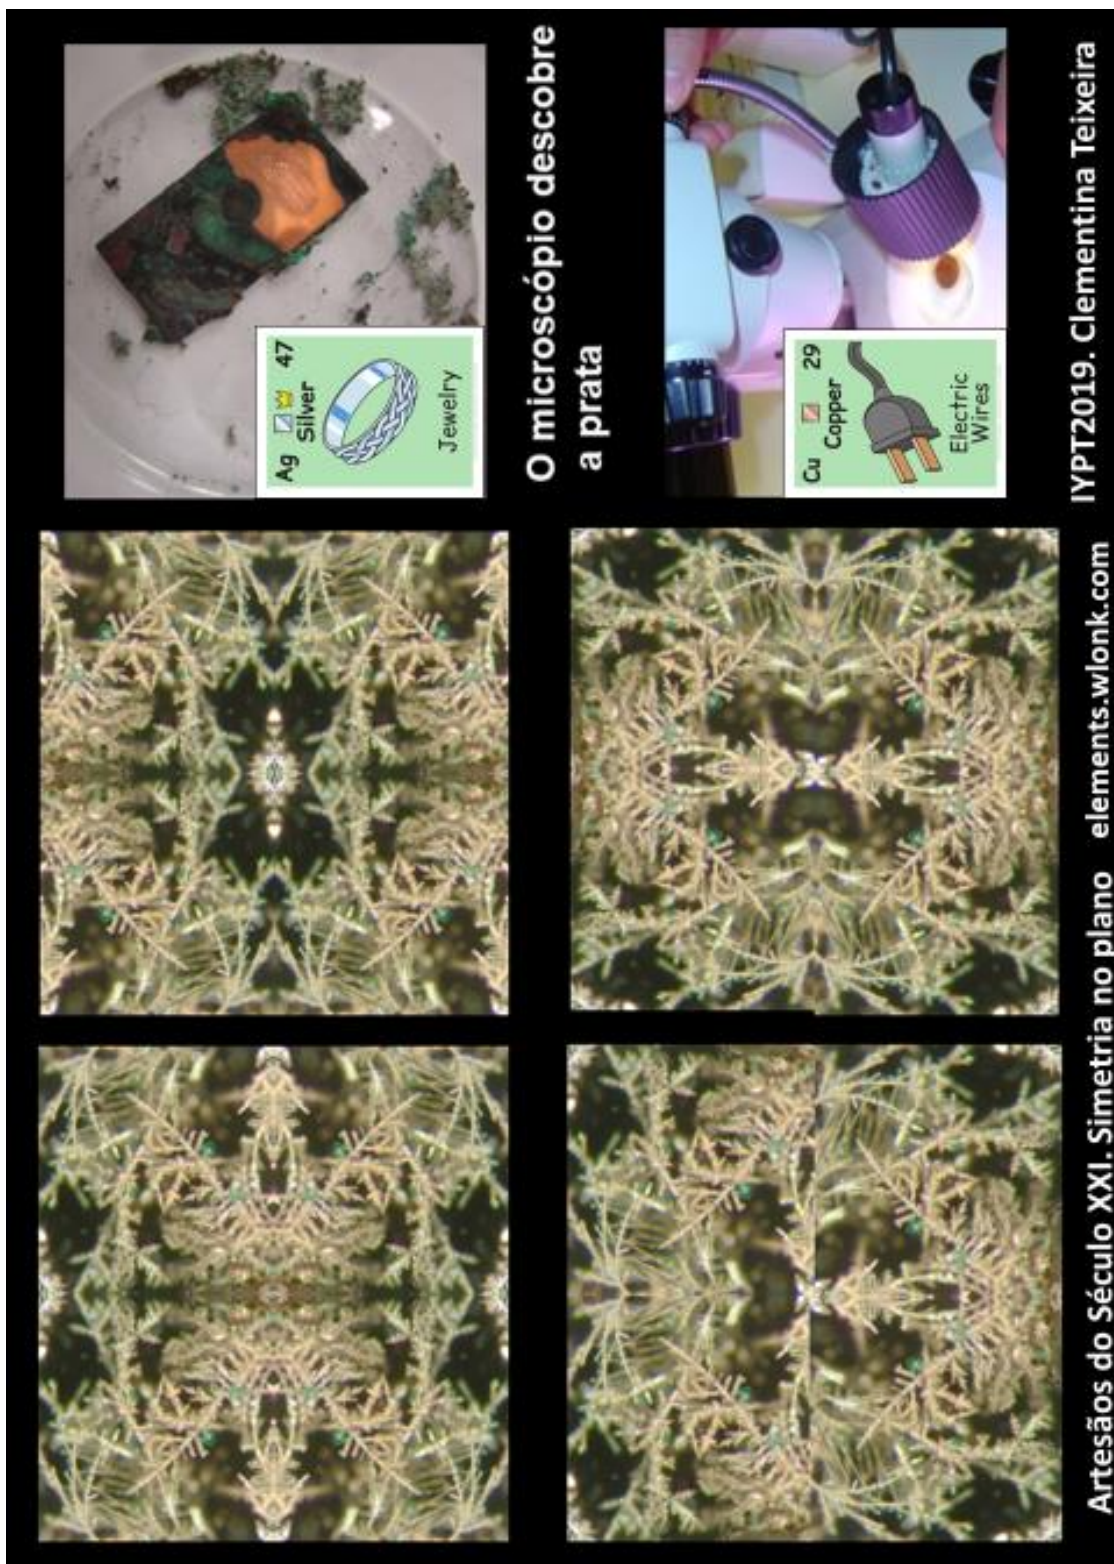 O microscópio descobre
a prata
Ag
47
Silver
Jewelry
Cu
29
Copper
Electric
Wires
Artesãos do Século XXI. Simetria no plano
elements.wlonk.com
IYPT2019. Clementina Teixeira